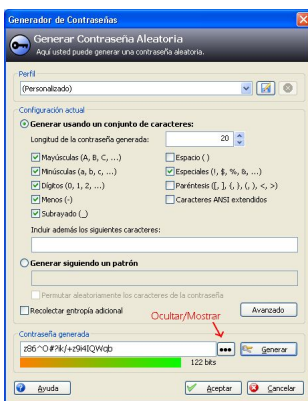 Generador de Contraseñas
Generar Contraseña Aleatoria
Aquí usted puede generar una contraseña aleatoria.
Perfil
(Personalizado)
Configuración actual
Generar usando un conjunto de caracteres:
Longitud de la contraseña generada: 20
Mayúsculas (A, B, C, ...) Espacio ( )
Minúsculas (a, b, c, ...) Especiales (!, $, %, &, ...)
Dígitos (0, 1, 2, ...) Paréntesis ([, ], {, }, (, ), <, >)
Menos (-) Caracteres ANSI extendidos
Subrayado (_)
Incluir además los siguientes caracteres:
Generar siguiendo un patrón
Permutar aleatoriamente los caracteres de la contraseña
Recolectar entropía adicional Avanzado
Ocultar/Mostrar
Contraseña generada
Generar
122 bits
Ayuda Aceptar Cancelar